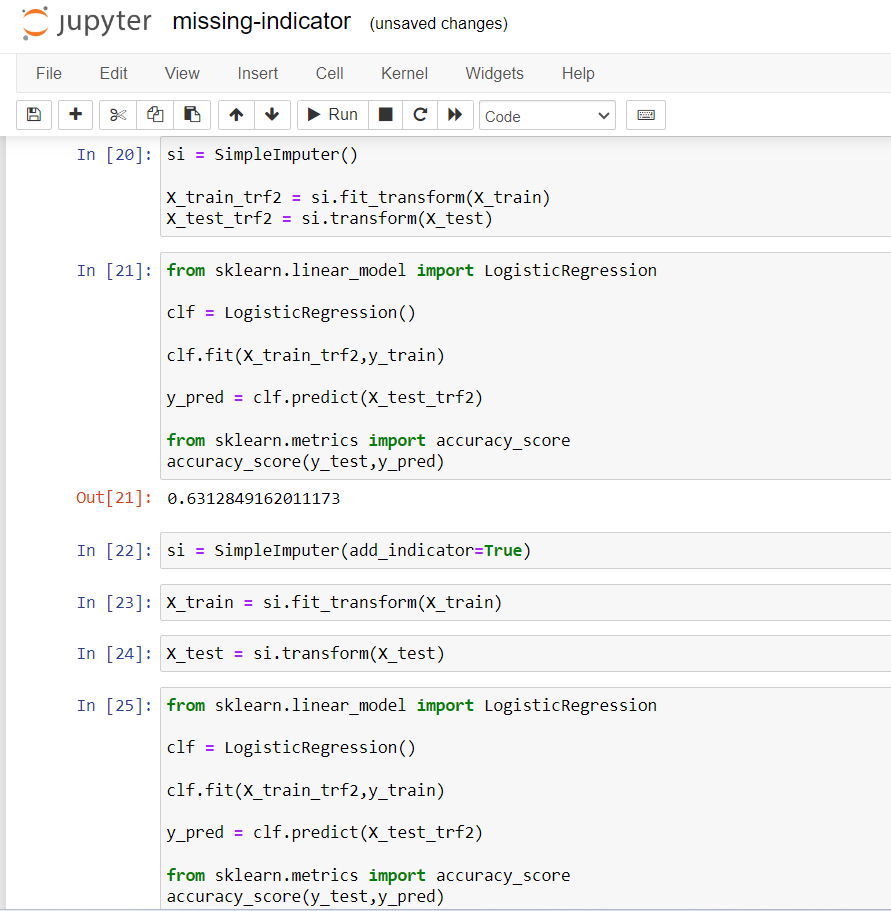 jupyter missing-indicator (unsaved changes)
File Edit View Insert Cell Kernel Widgets Help
Run Code
In [20]: si = SimpleImputer()
X_train_trf2 = si.fit_transform(X_train)
X_test_trf2 = si.transform(X_test)
In [21]: from sklearn.linear_model import LogisticRegression
clf = LogisticRegression()
clf.fit(X_train_trf2,y_train)
y_pred = clf.predict(X_test_trf2)
from sklearn.metrics import accuracy_score
accuracy_score(y_test,y_pred)
Out[21]: 0.6312849162011173
In [22]: si = SimpleImputer(add_indicator=True)
In [23]: X_train = si.fit_transform(X_train)
In [24]: X_test = si.transform(X_test)
In [25]: from sklearn.linear_model import LogisticRegression
clf = LogisticRegression()
clf.fit(X_train_trf2,y_train)
y_pred = clf.predict(X_test_trf2)
from sklearn.metrics import accuracy_score
accuracy_score(y_test,y_pred)